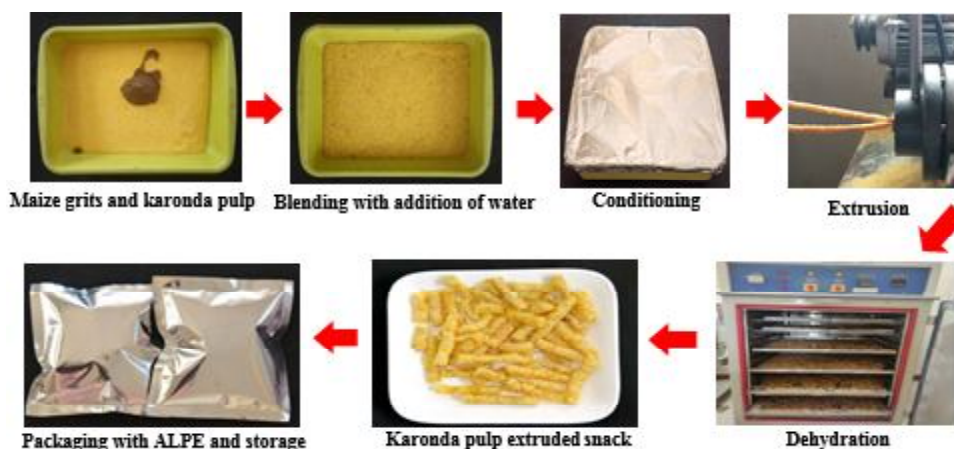 Maize grits and karonda pulp
Blending with addition of water
Conditioning
Extrusion
Dehydration
Karonda pulp extruded snack
Packaging with ALPE and storage